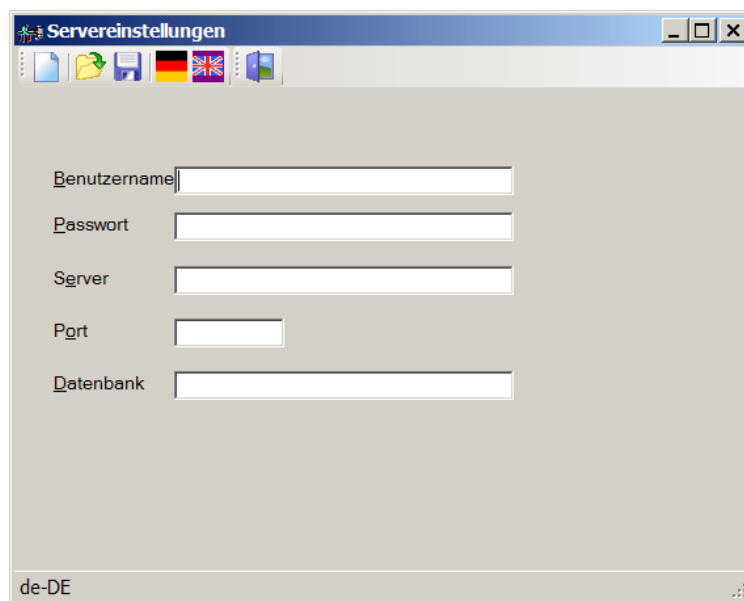 Servereinstellungen
Benutzername
Passwort
Server
Port
Datenbank
de-DE